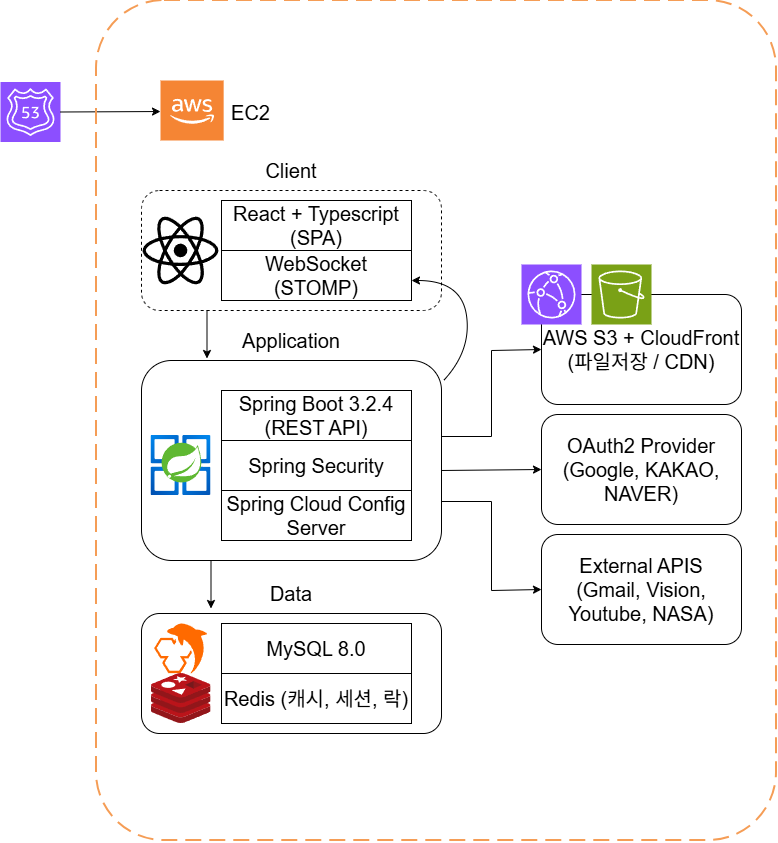 53
aws
EC2
Client
React + Typescript
(SPA)
WebSocket
(STOMP)
Application
Spring Boot 3.2.4
(REST API)
Spring Security
Spring Cloud Config
Server
AWS S3 + CloudFront
(파일저장 / CDN)
OAuth2 Provider
(Google, KAKAO,
NAVER)
External APIS
(Gmail, Vision,
Youtube, NASA)
Data
MySQL 8.0
Redis (캐시, 세션, 락)